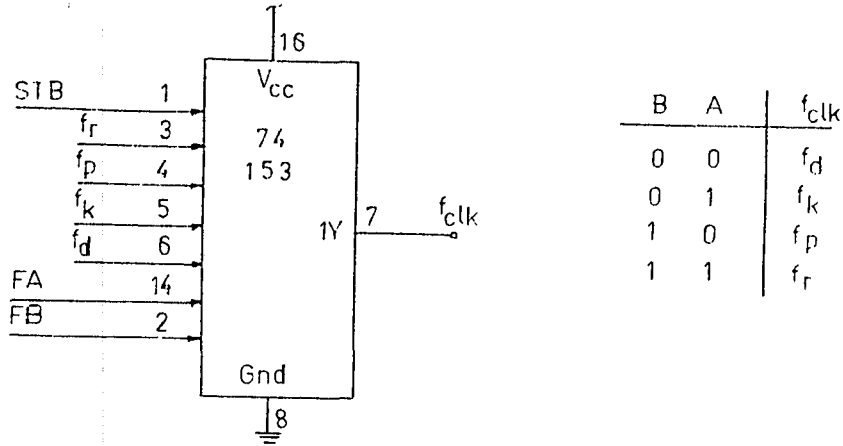 16
STB 1
Vcc
fr 3
74
fp 4
153
fk 5
1Y 7 fclk
fd 6
FA 14
FB 2
Gnd
8
B A fclk
0 0 fd
0 1 fk
1 0 fp
1 1 fr